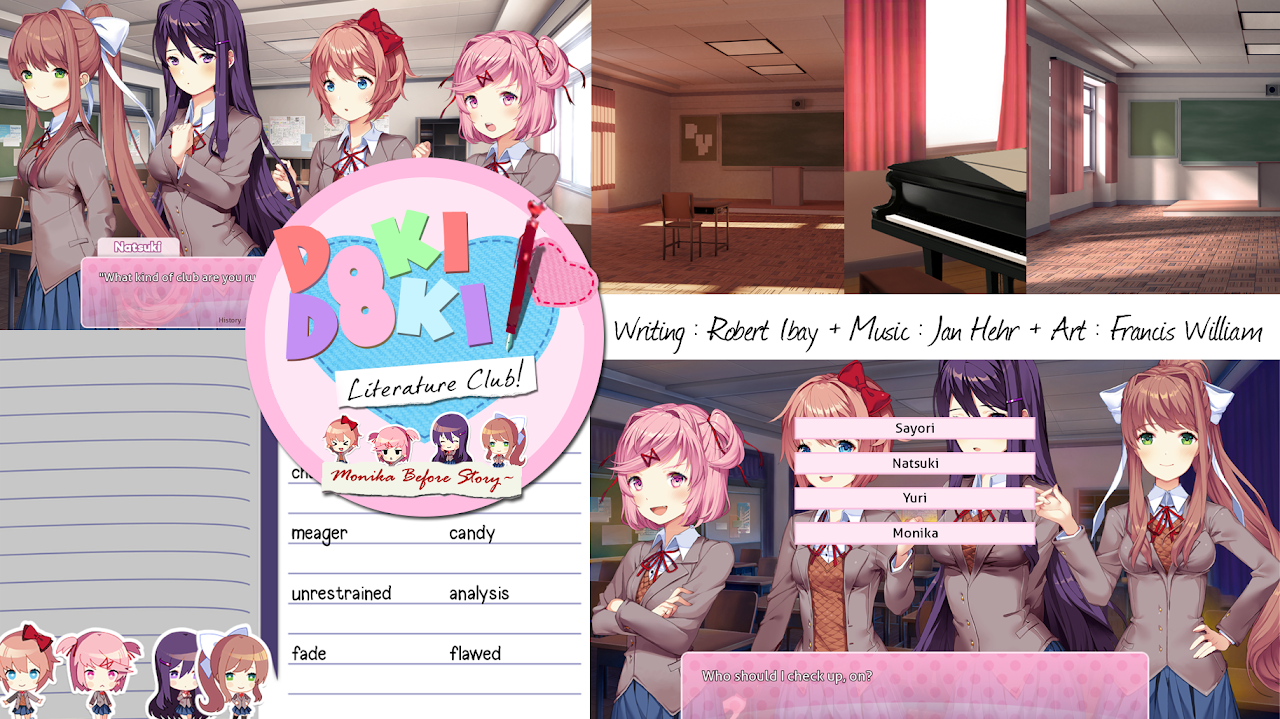 Natsuki
"What kind of club are you ru
History
DOKI
DOKI
Literature Club!
Monika Before Story~
Writing : Robert Ibay + Music : Jan Hehr + Art : Francis William
meager candy
unrestrained analysis
fade flawed
Sayori
Natsuki
Yuri
Monika
Who should I check up, on?